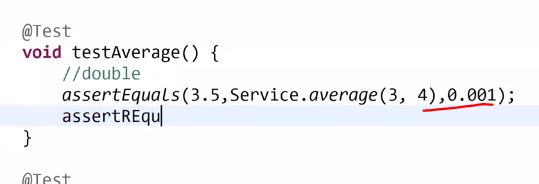 @Test
void testAverage() {
//double
assertEquals(3.5,Service.average(3, 4),0.001);
assertREqu
}
@Test